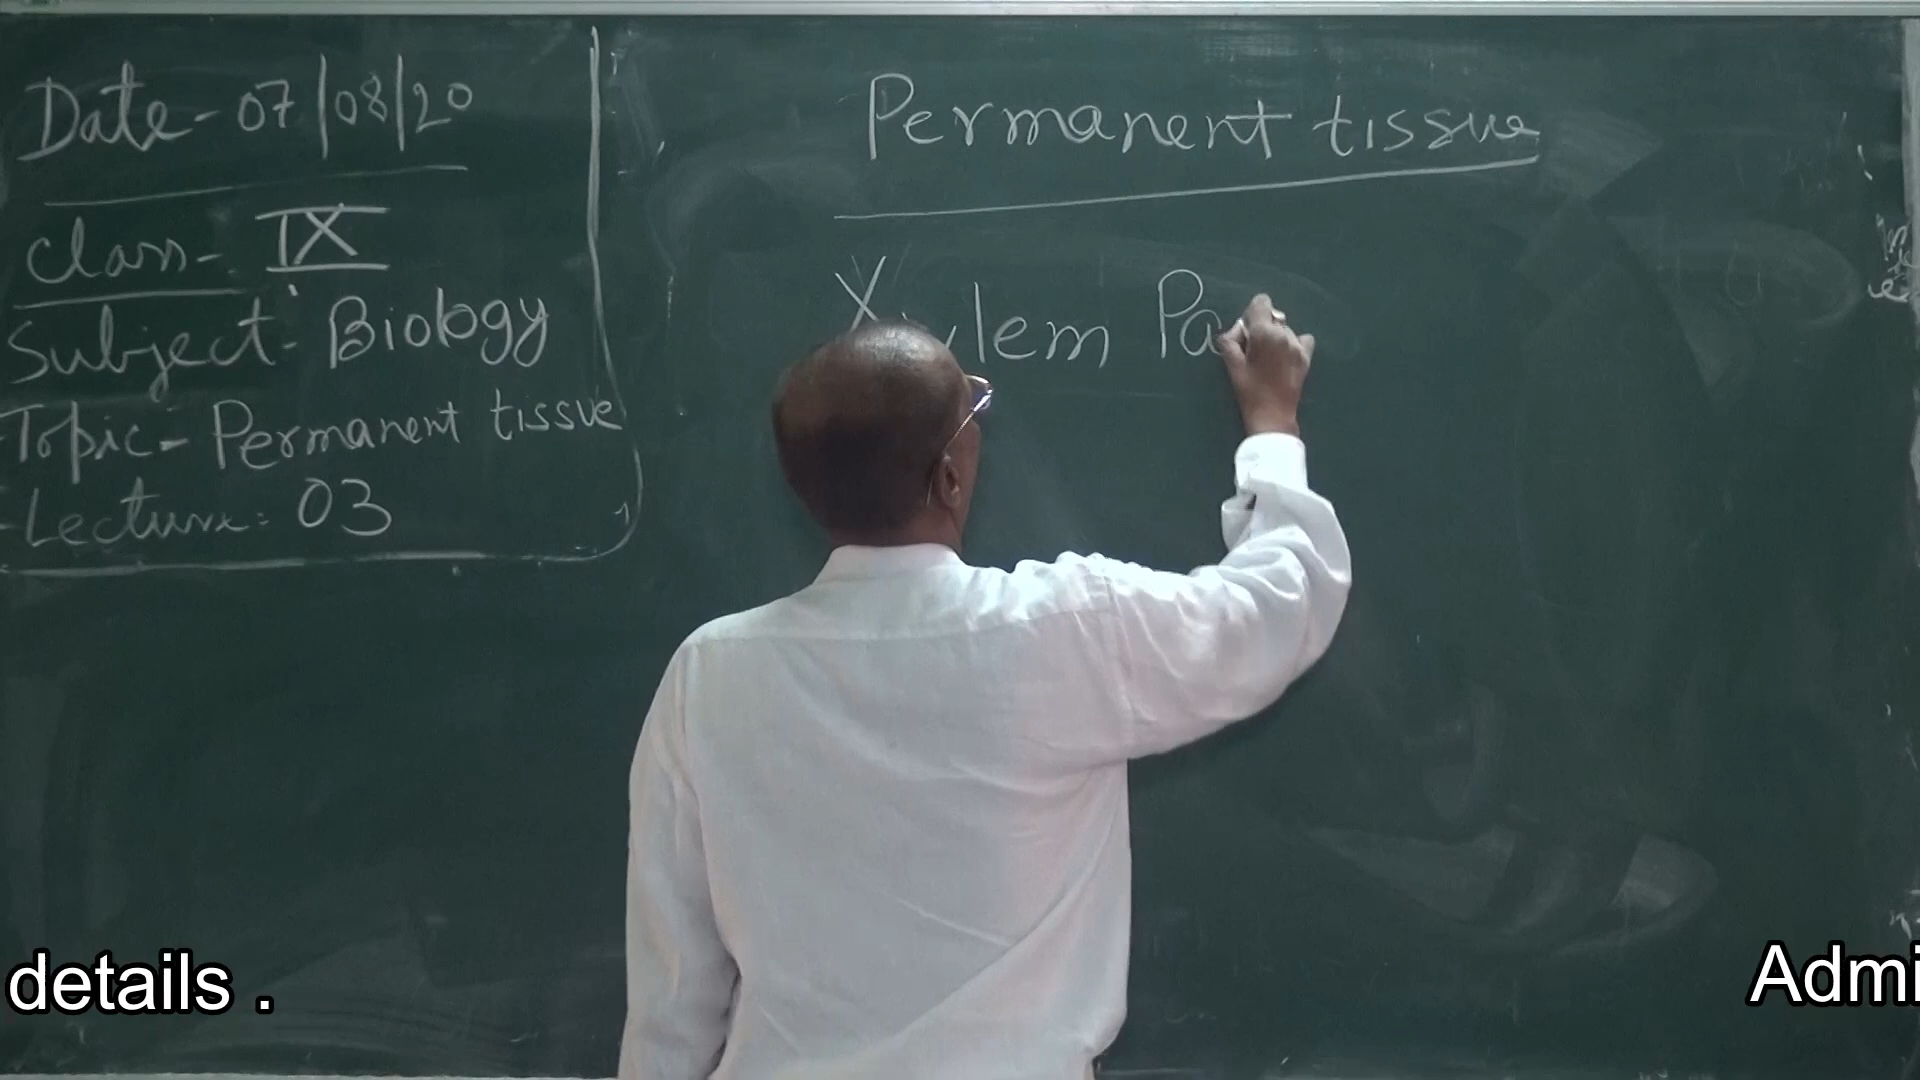 Date- 07/08/20
Class- IX
Subject- Biology
Topic- Permanent tissue
Lecture: 03
Permanent tissue
Xylem Pa
details .
Admi